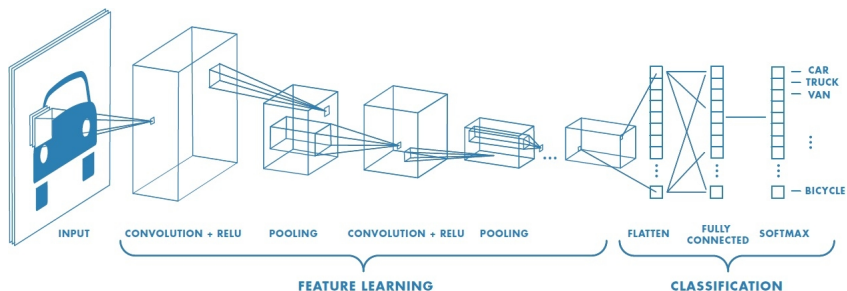 CAR
TRUCK
VAN
BICYCLE
INPUT
CONVOLUTION + RELU
POOLING
CONVOLUTION + RELU
POOLING
FLATTEN
FULLY
CONNECTED
SOFTMAX
FEATURE LEARNING
CLASSIFICATION